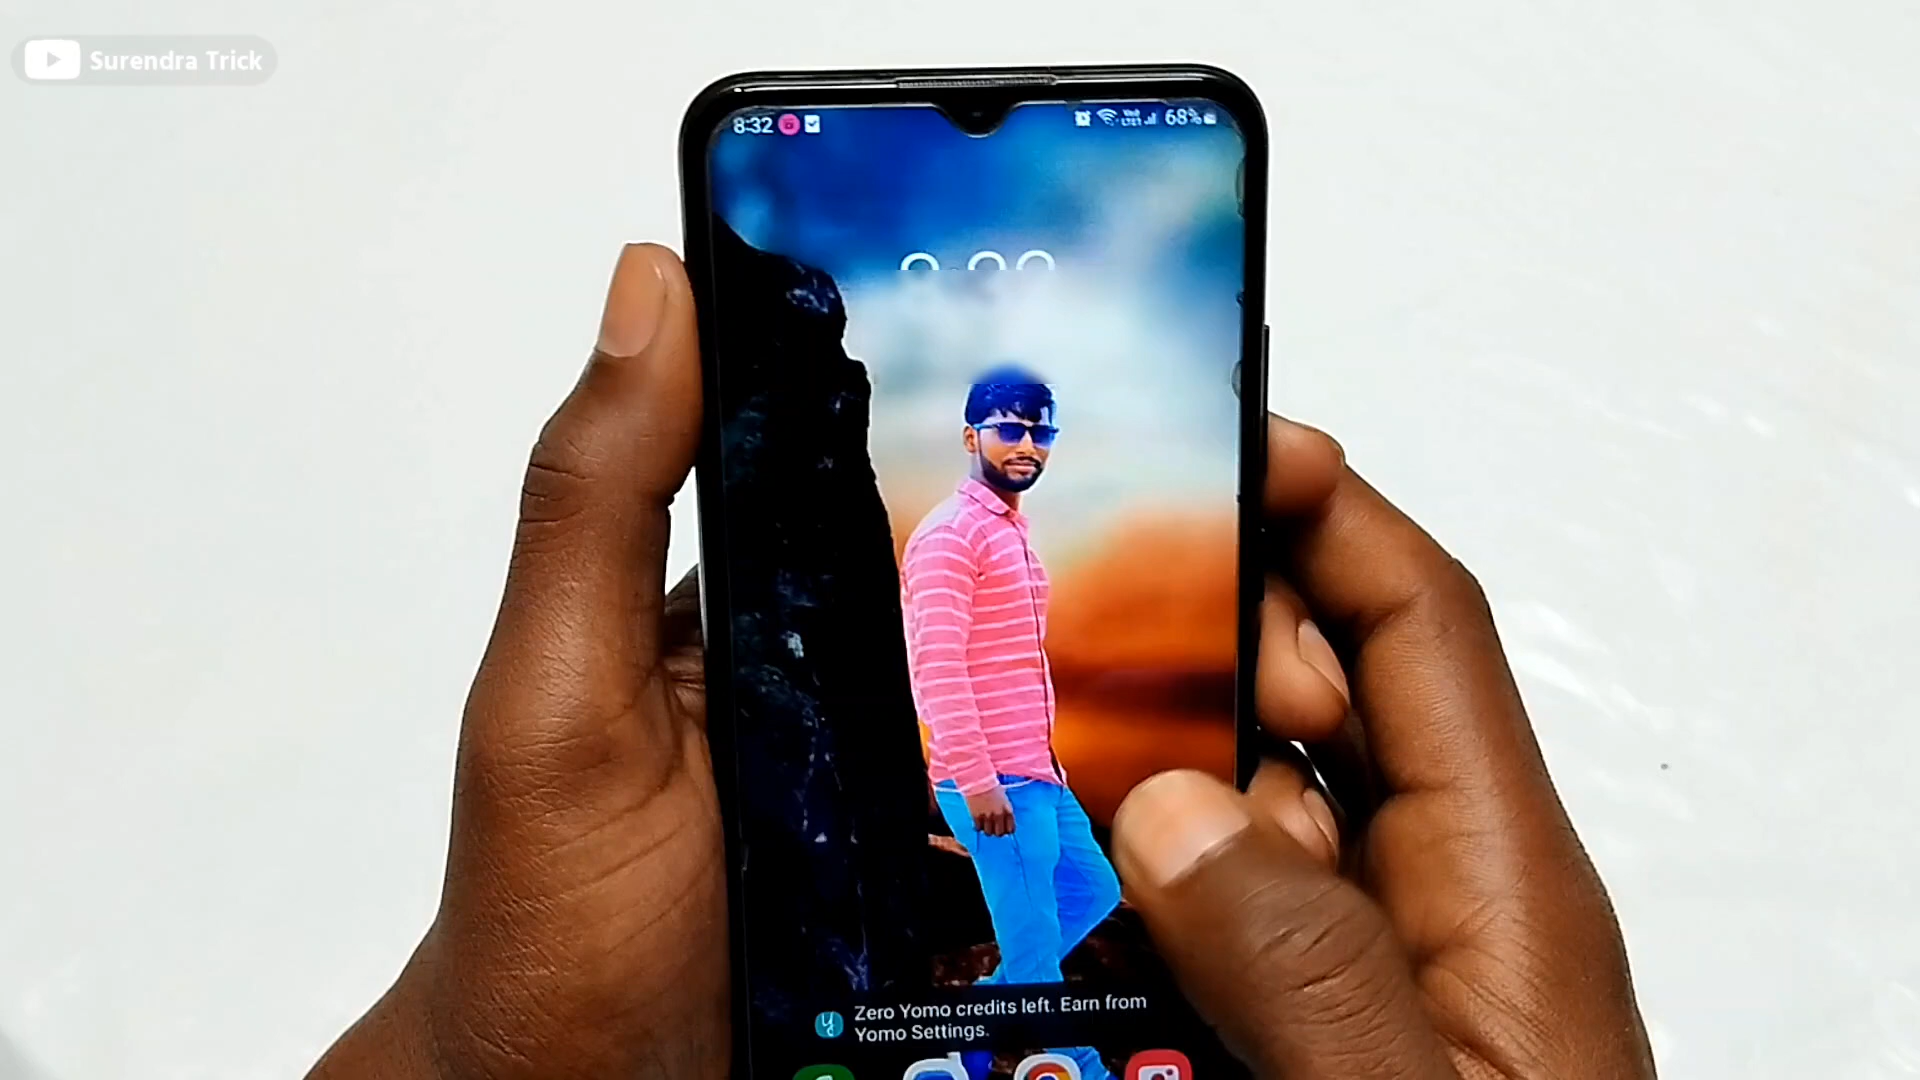 Surendra Trick
8:32
68%
Zero Yomo credits left. Earn from
Yomo Settings.